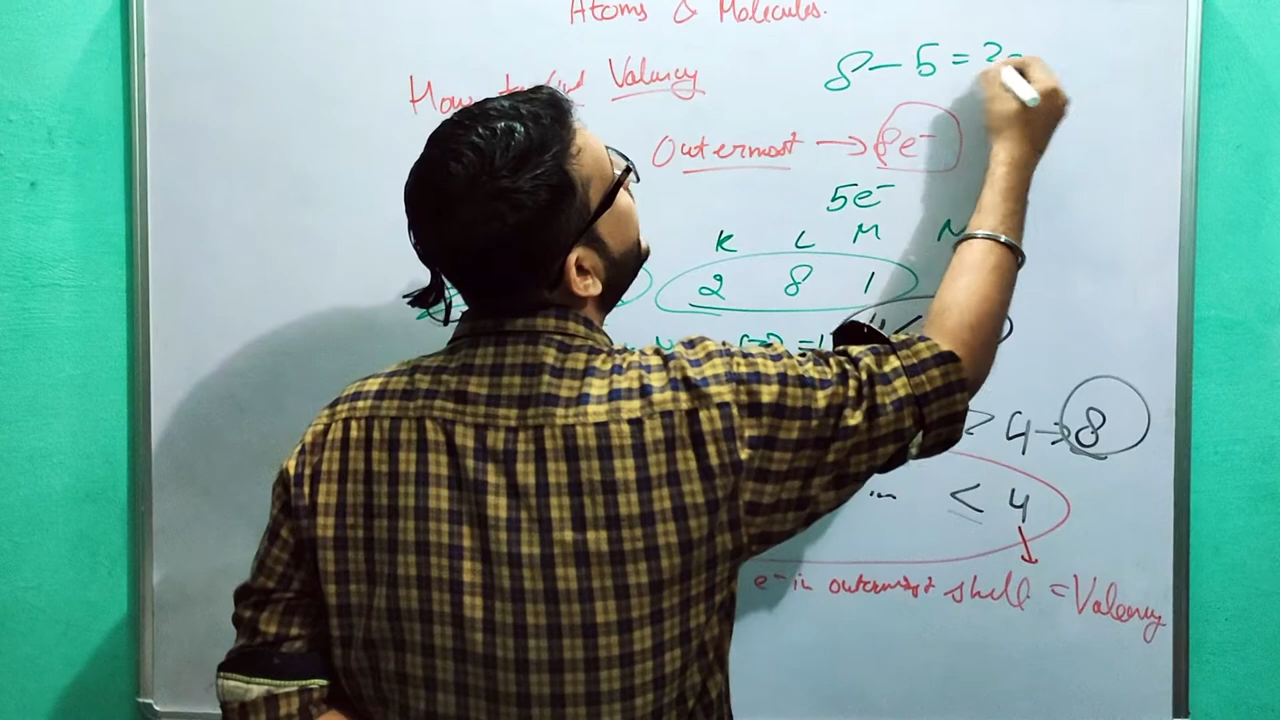 Atoms & Molecules.
How to find Valency
8 - 5 = 3
Outermost → 8e⁻
5e⁻
K L M N
2 8 1
> 4 → 8
in ≤ 4
e⁻ in outermost shell = Valency